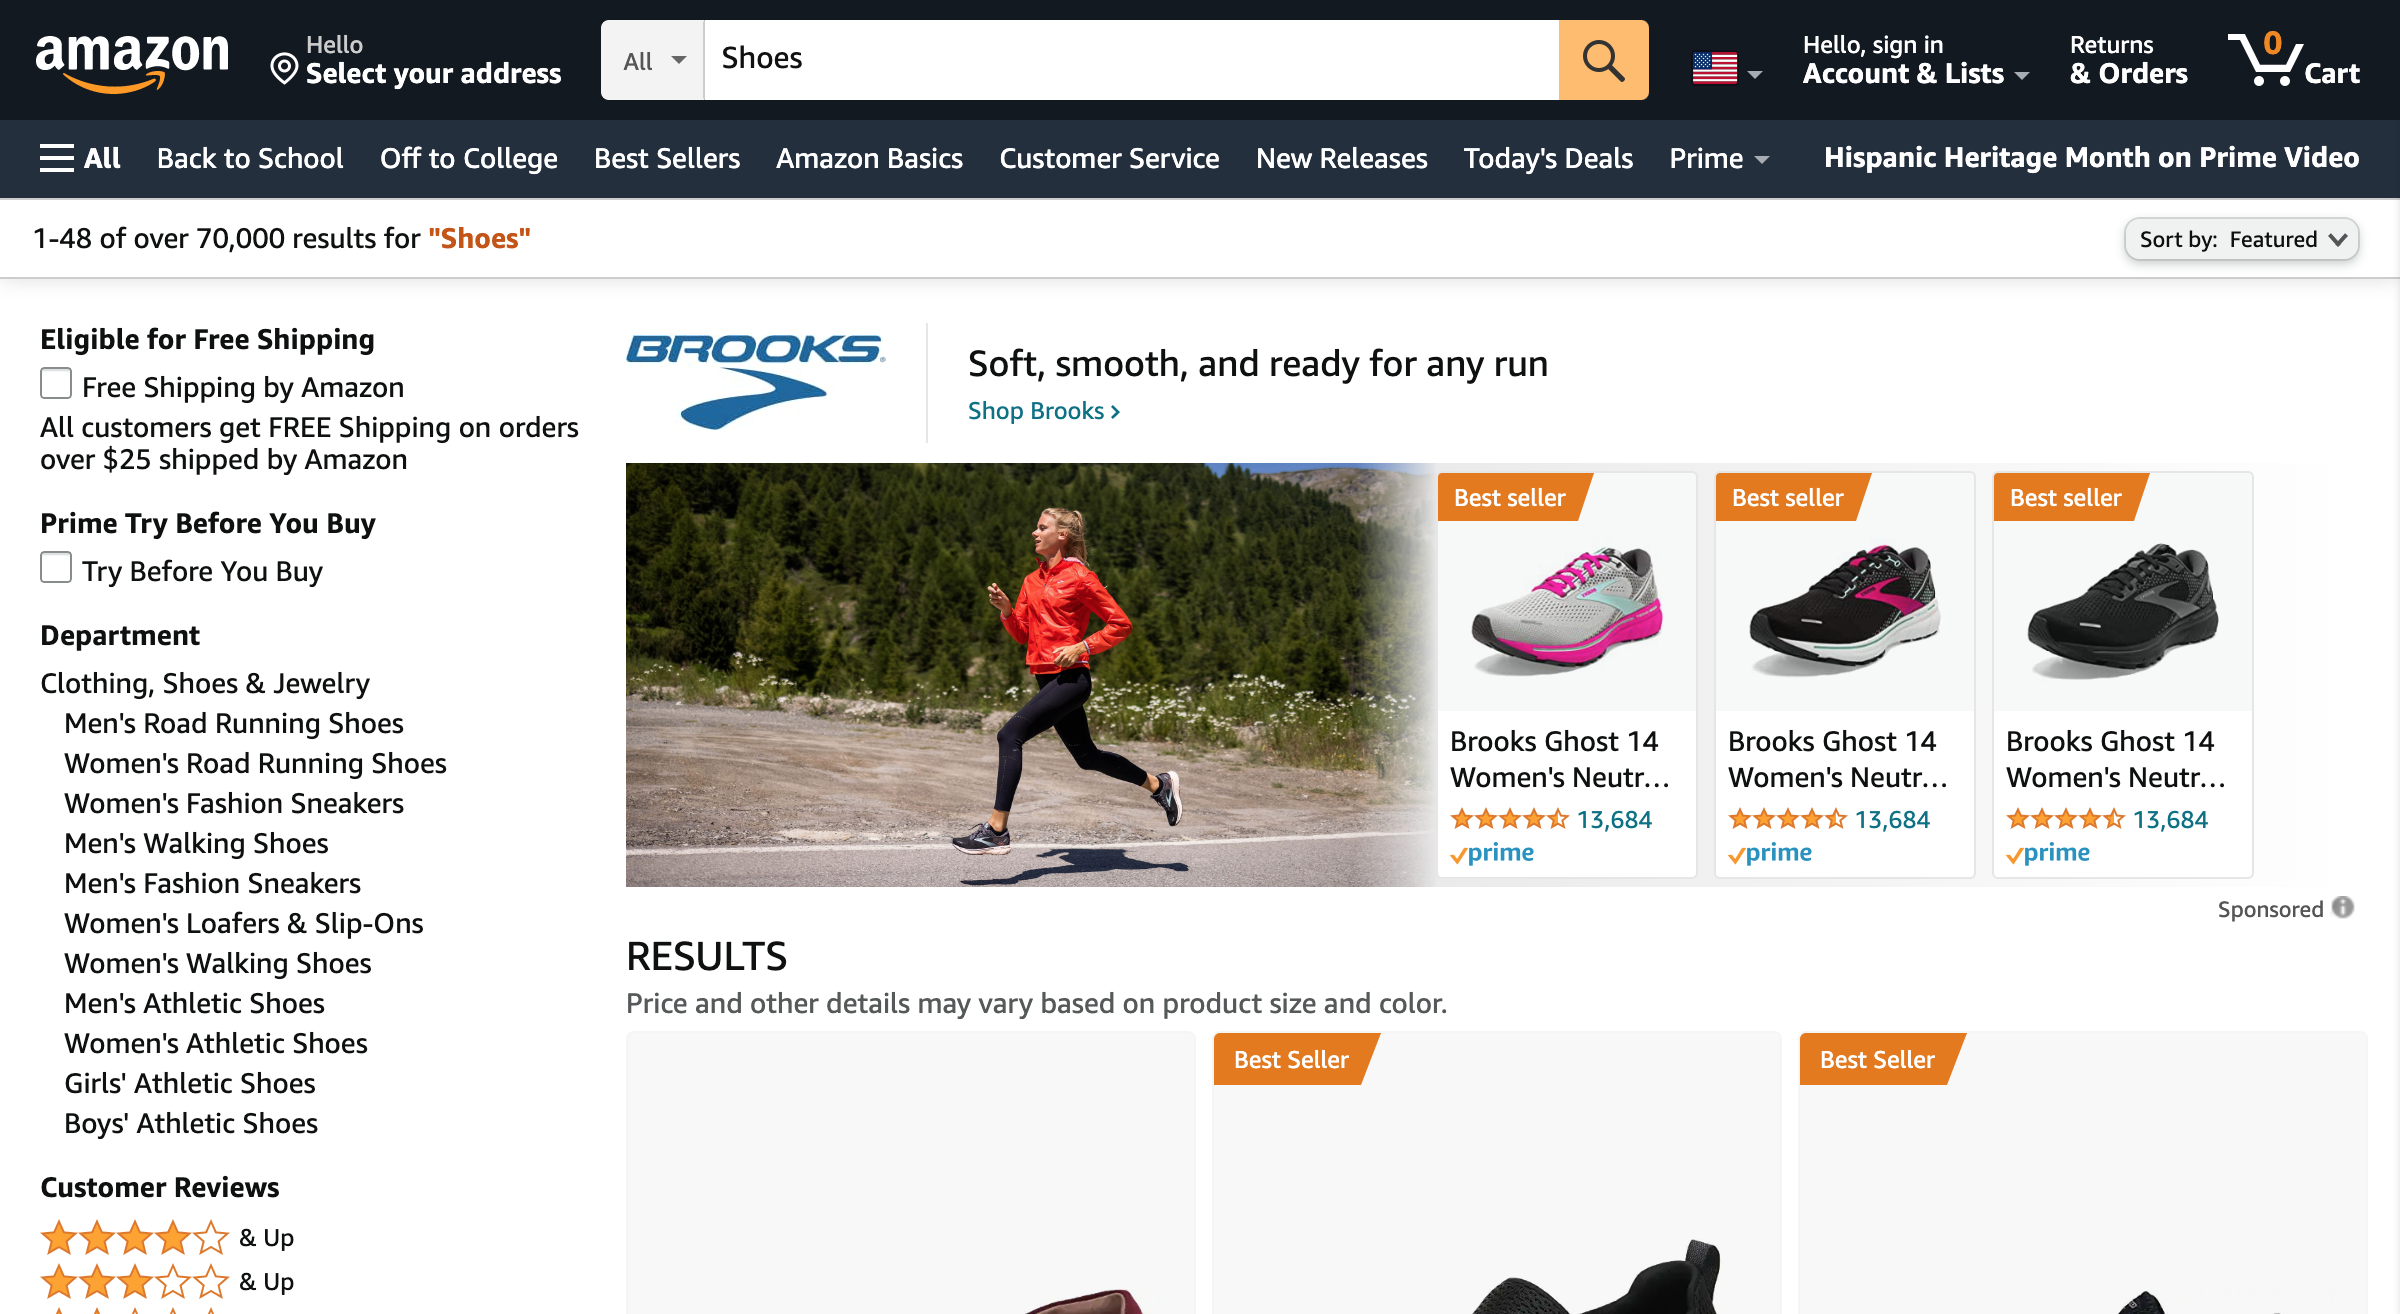 amazon
Hello
Select your address
All
Shoes
Hello, sign in
Account & Lists
Returns
& Orders
0
Cart
All
Back to School
Off to College
Best Sellers
Amazon Basics
Customer Service
New Releases
Today's Deals
Prime
Hispanic Heritage Month on Prime Video
1-48 of over 70,000 results for "Shoes"
Sort by: Featured
Eligible for Free Shipping
Free Shipping by Amazon
All customers get FREE Shipping on orders
over $25 shipped by Amazon
Prime Try Before You Buy
Try Before You Buy
Department
Clothing, Shoes & Jewelry
Men's Road Running Shoes
Women's Road Running Shoes
Women's Fashion Sneakers
Men's Walking Shoes
Men's Fashion Sneakers
Women's Loafers & Slip-Ons
Women's Walking Shoes
Men's Athletic Shoes
Women's Athletic Shoes
Girls' Athletic Shoes
Boys' Athletic Shoes
Customer Reviews
& Up
& Up
BROOKS
Soft, smooth, and ready for any run
Shop Brooks
Best seller
Brooks Ghost 14
Women's Neutr...
13,684
prime
Best seller
Brooks Ghost 14
Women's Neutr...
13,684
prime
Best seller
Brooks Ghost 14
Women's Neutr...
13,684
prime
Sponsored
RESULTS
Price and other details may vary based on product size and color.
Best Seller
Best Seller